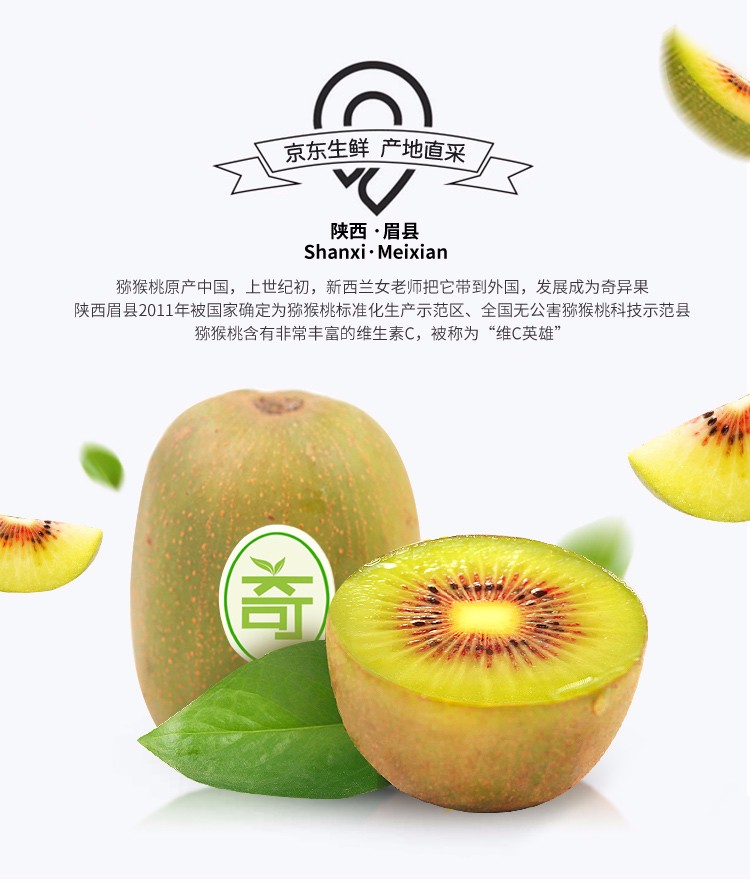 京东生鲜 产地直采
陕西·眉县
Shanxi·Meixian
猕猴桃原产中国，上世纪初，新西兰女老师把它带到外国，发展成为奇异果
陕西眉县2011年被国家确定为猕猴桃标准化生产示范区、全国无公害猕猴桃科技示范县
猕猴桃含有非常丰富的维生素C，被称为“维C英雄”
奇